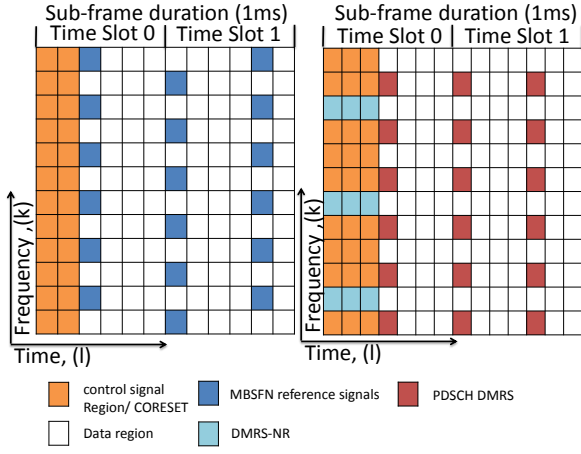 Sub-frame duration (1ms)
Time Slot 0
Time Slot 1
Frequency ,(k)
Time, (l)
Sub-frame duration (1ms)
Time Slot 0
Time Slot 1
Frequency ,(k)
Time, (l)
control signal
Region/ CORESET
MBSFN reference signals
PDSCH DMRS
Data region
DMRS-NR